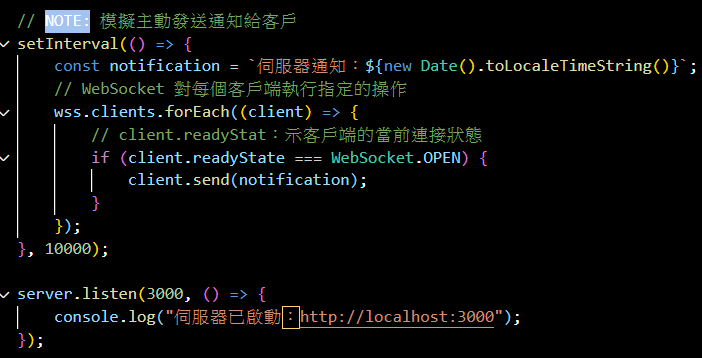 // NOTE: 模擬主動發送通知給客戶
setInterval(() => {
const notification = `伺服器通知：${new Date().toLocaleTimeString()}`;
// WebSocket 對每個客戶端執行指定的操作
wss.clients.forEach((client) => {
// client.readyStat：示客戶端的當前連接狀態
if (client.readyState === WebSocket.OPEN) {
client.send(notification);
}
});
}, 10000);
server.listen(3000, () => {
console.log("伺服器已啟動：http://localhost:3000");
});